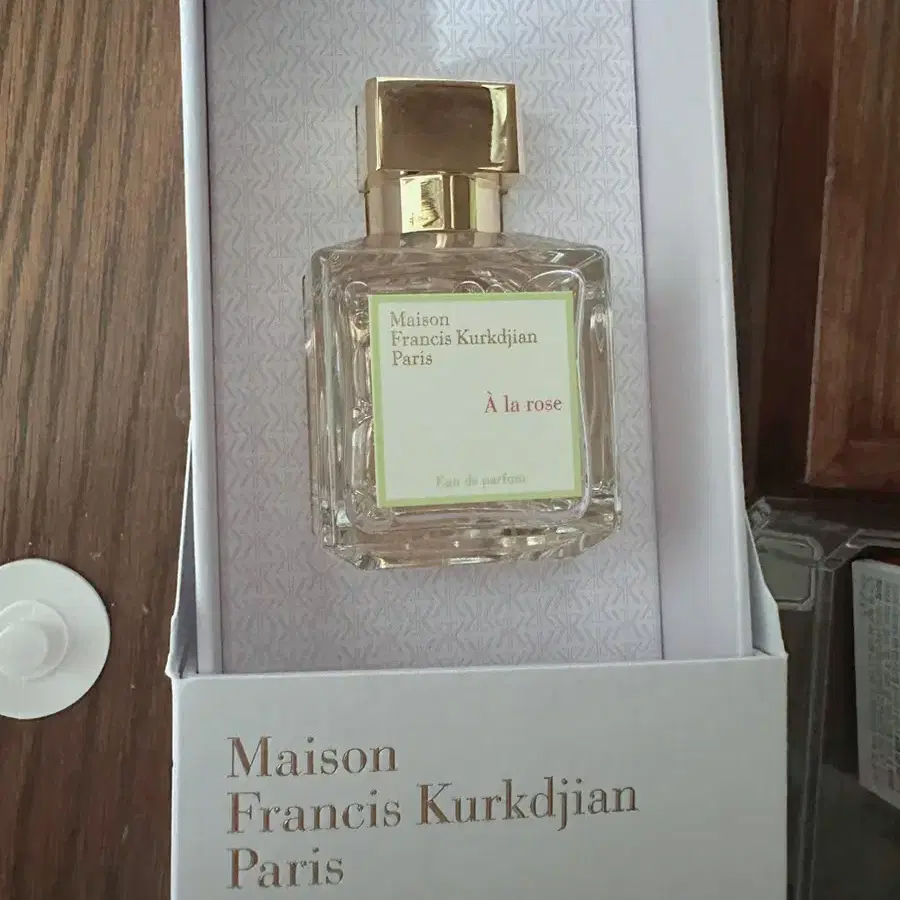 Maison
Francis Kurkdjian
Paris
À la rose
Eau de parfum
Maison
Francis Kurkdjian
Paris